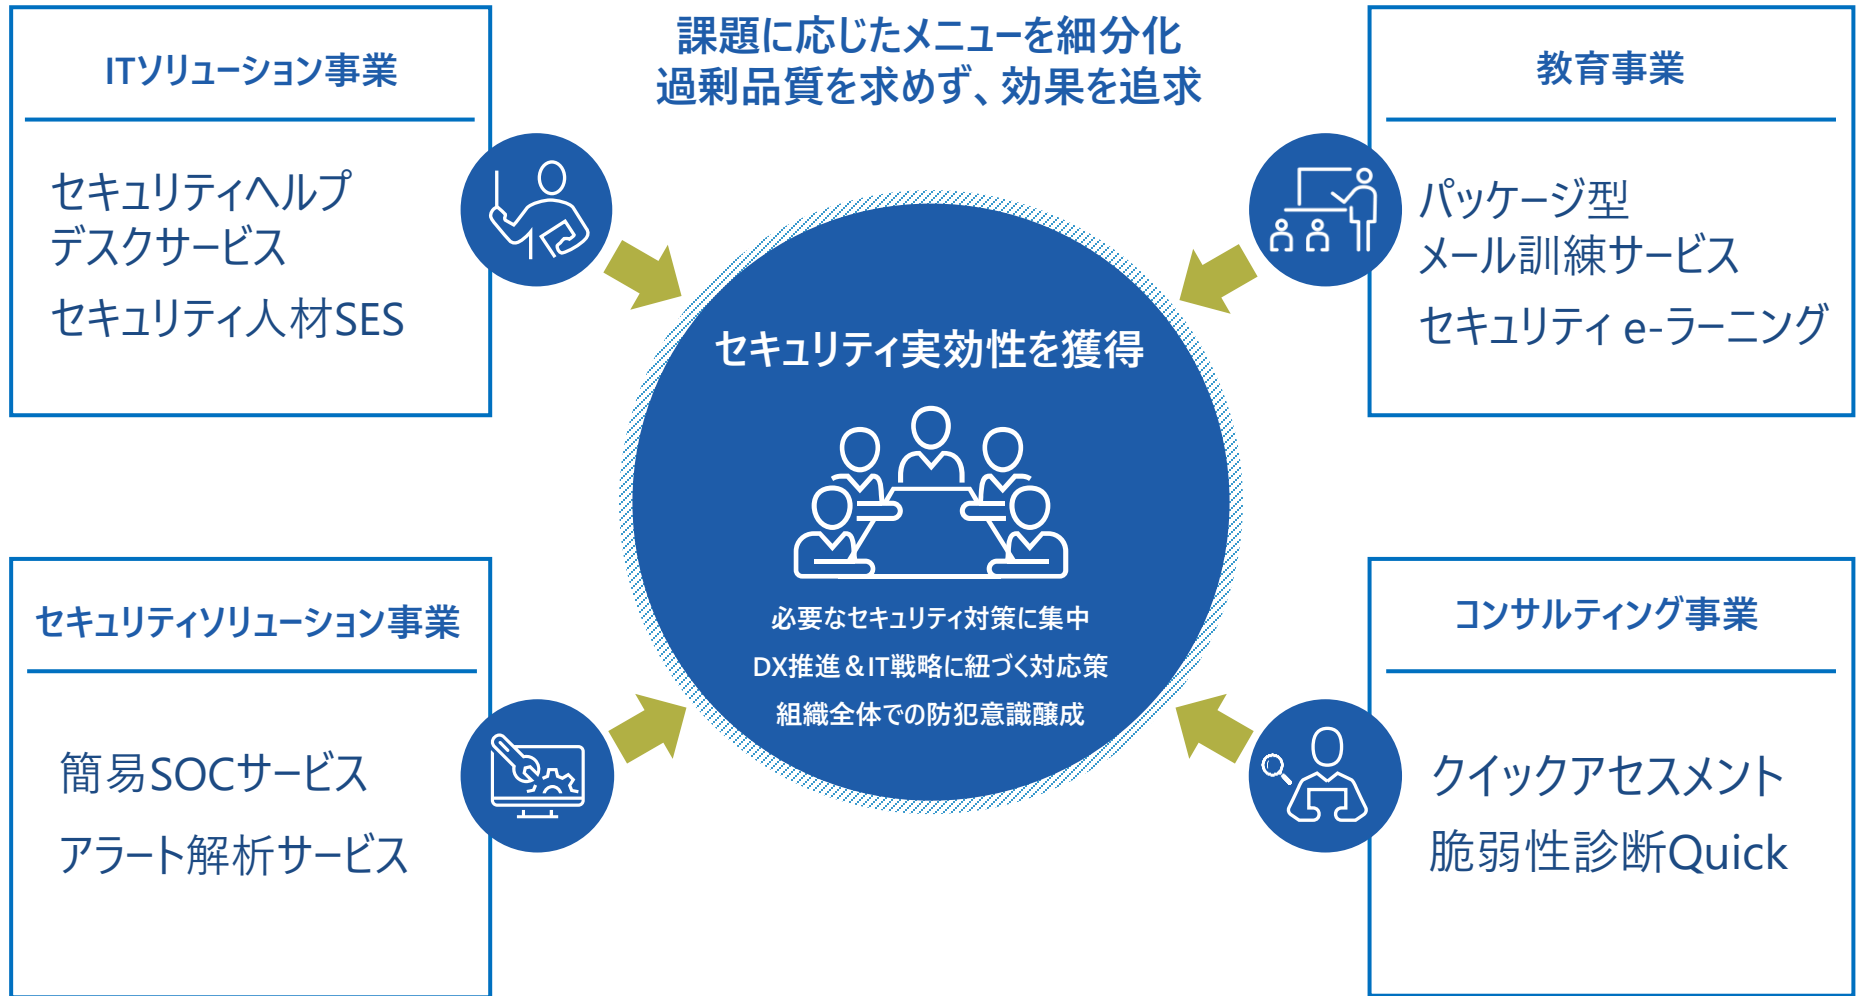 課題に応じたメニューを細分化
過剰品質を求めず、効果を追求
ITソリューション事業
セキュリティヘルプ
デスクサービス
セキュリティ人材SES
教育事業
パッケージ型
メール訓練サービス
セキュリティ e-ラーニング
セキュリティ実効性を獲得
必要なセキュリティ対策に集中
DX推進＆IT戦略に紐づく対応策
組織全体での防犯意識醸成
セキュリティソリューション事業
簡易SOCサービス
アラート解析サービス
コンサルティング事業
クイックアセスメント
脆弱性診断Quick